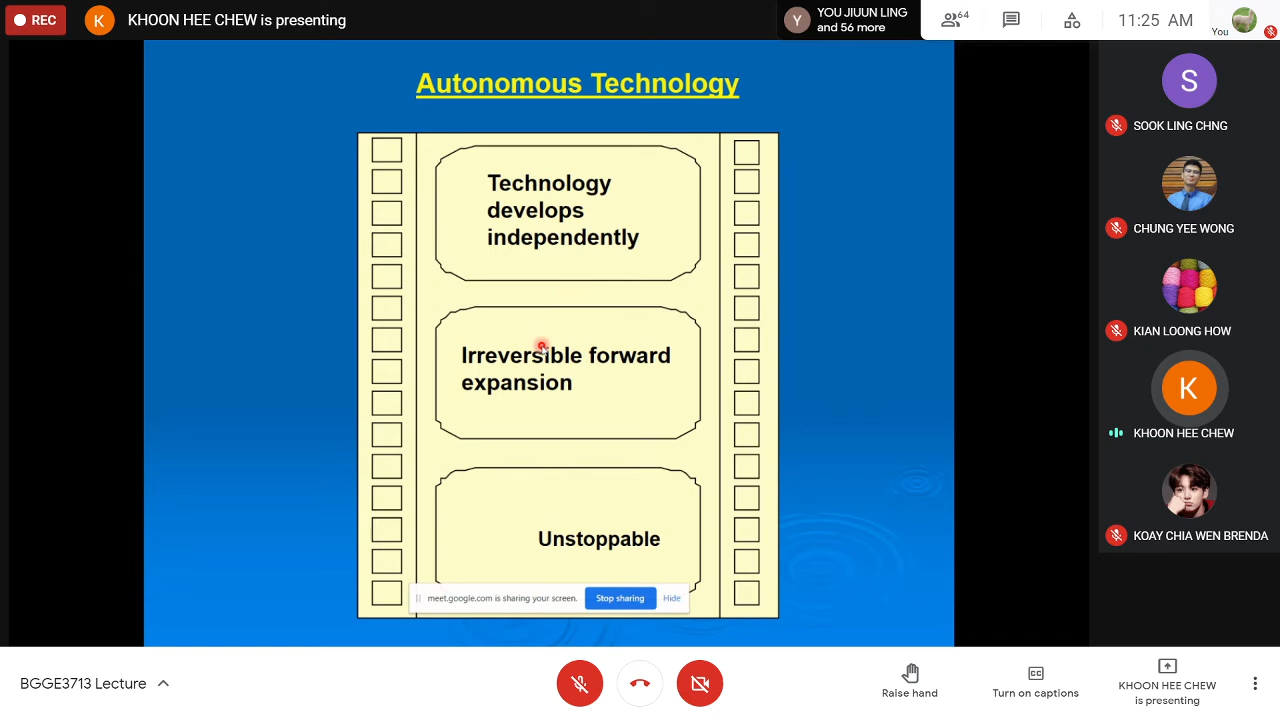 REC
K
KHOON HEE CHEW is presenting
Y
YOU JIUUN LING
and 56 more
64
11:25 AM
You
Autonomous Technology
Technology
develops
independently
Irreversible forward
expansion
Unstoppable
meet.google.com is sharing your screen.
Stop sharing
Hide
S
SOOK LING CHNG
CHUNG YEE WONG
KIAN LOONG HOW
K
KHOON HEE CHEW
KOAY CHIA WEN BRENDA
BGGE3713 Lecture
Raise hand
CC
Turn on captions
KHOON HEE CHEW
is presenting